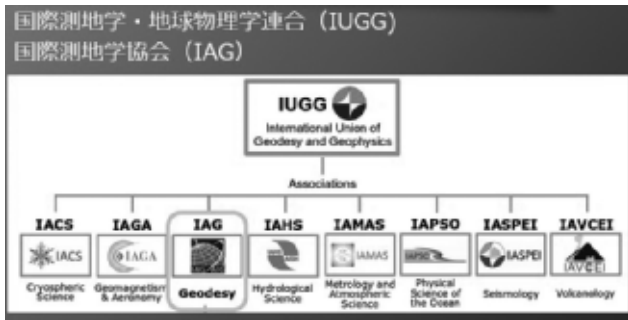 国際測地学・地球物理学連合（IUGG)
国際測地学協会（IAG）
IUGG
International Union of
Geodesy and Geophysics
Associations
IACS IAGA IAG IAHS IAMAS IAPSO IASPEI IAVCEI
IACS IAGA IAMAS IAPSO IASPEI IAVCEI
Cryospheric Science
Geomagnetism & Aeronomy
Geodesy
Hydrological Science
Metrology and Atmospheric Science
Physical Science of the Ocean
Seismology
Volcanology